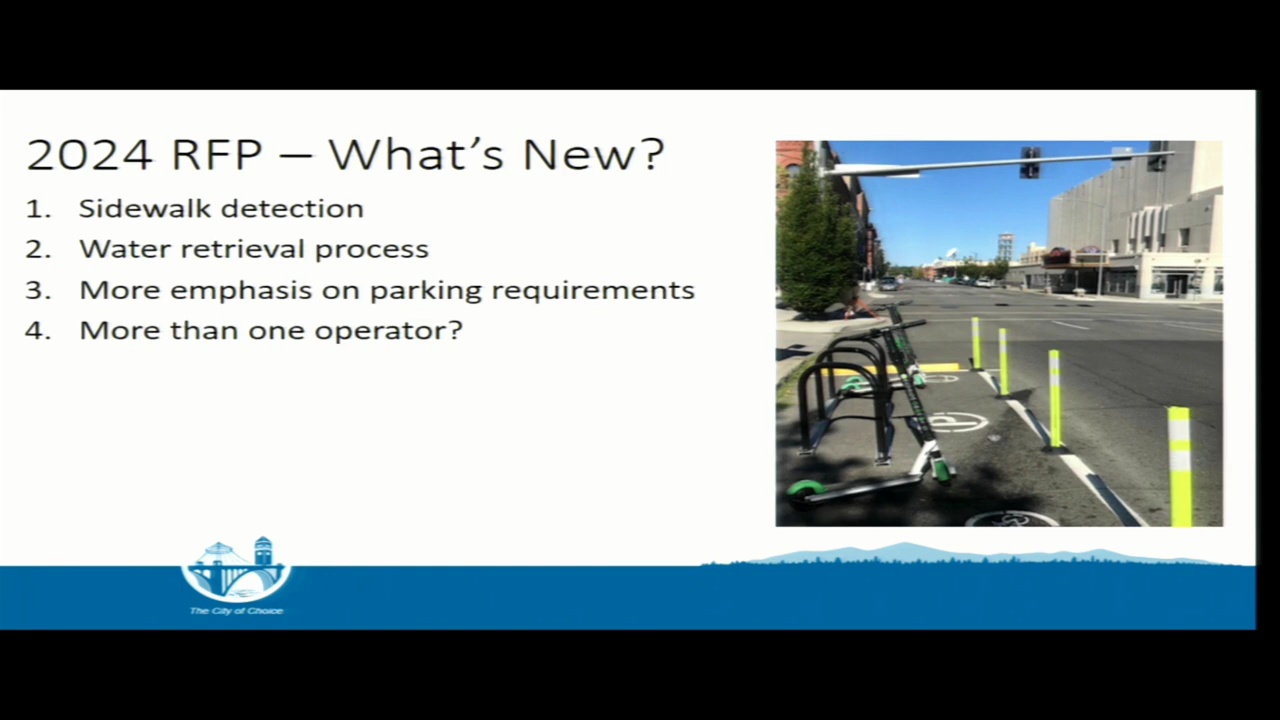 2024 RFP – What's New?
1. Sidewalk detection
2. Water retrieval process
3. More emphasis on parking requirements
4. More than one operator?
P
The City of Choice